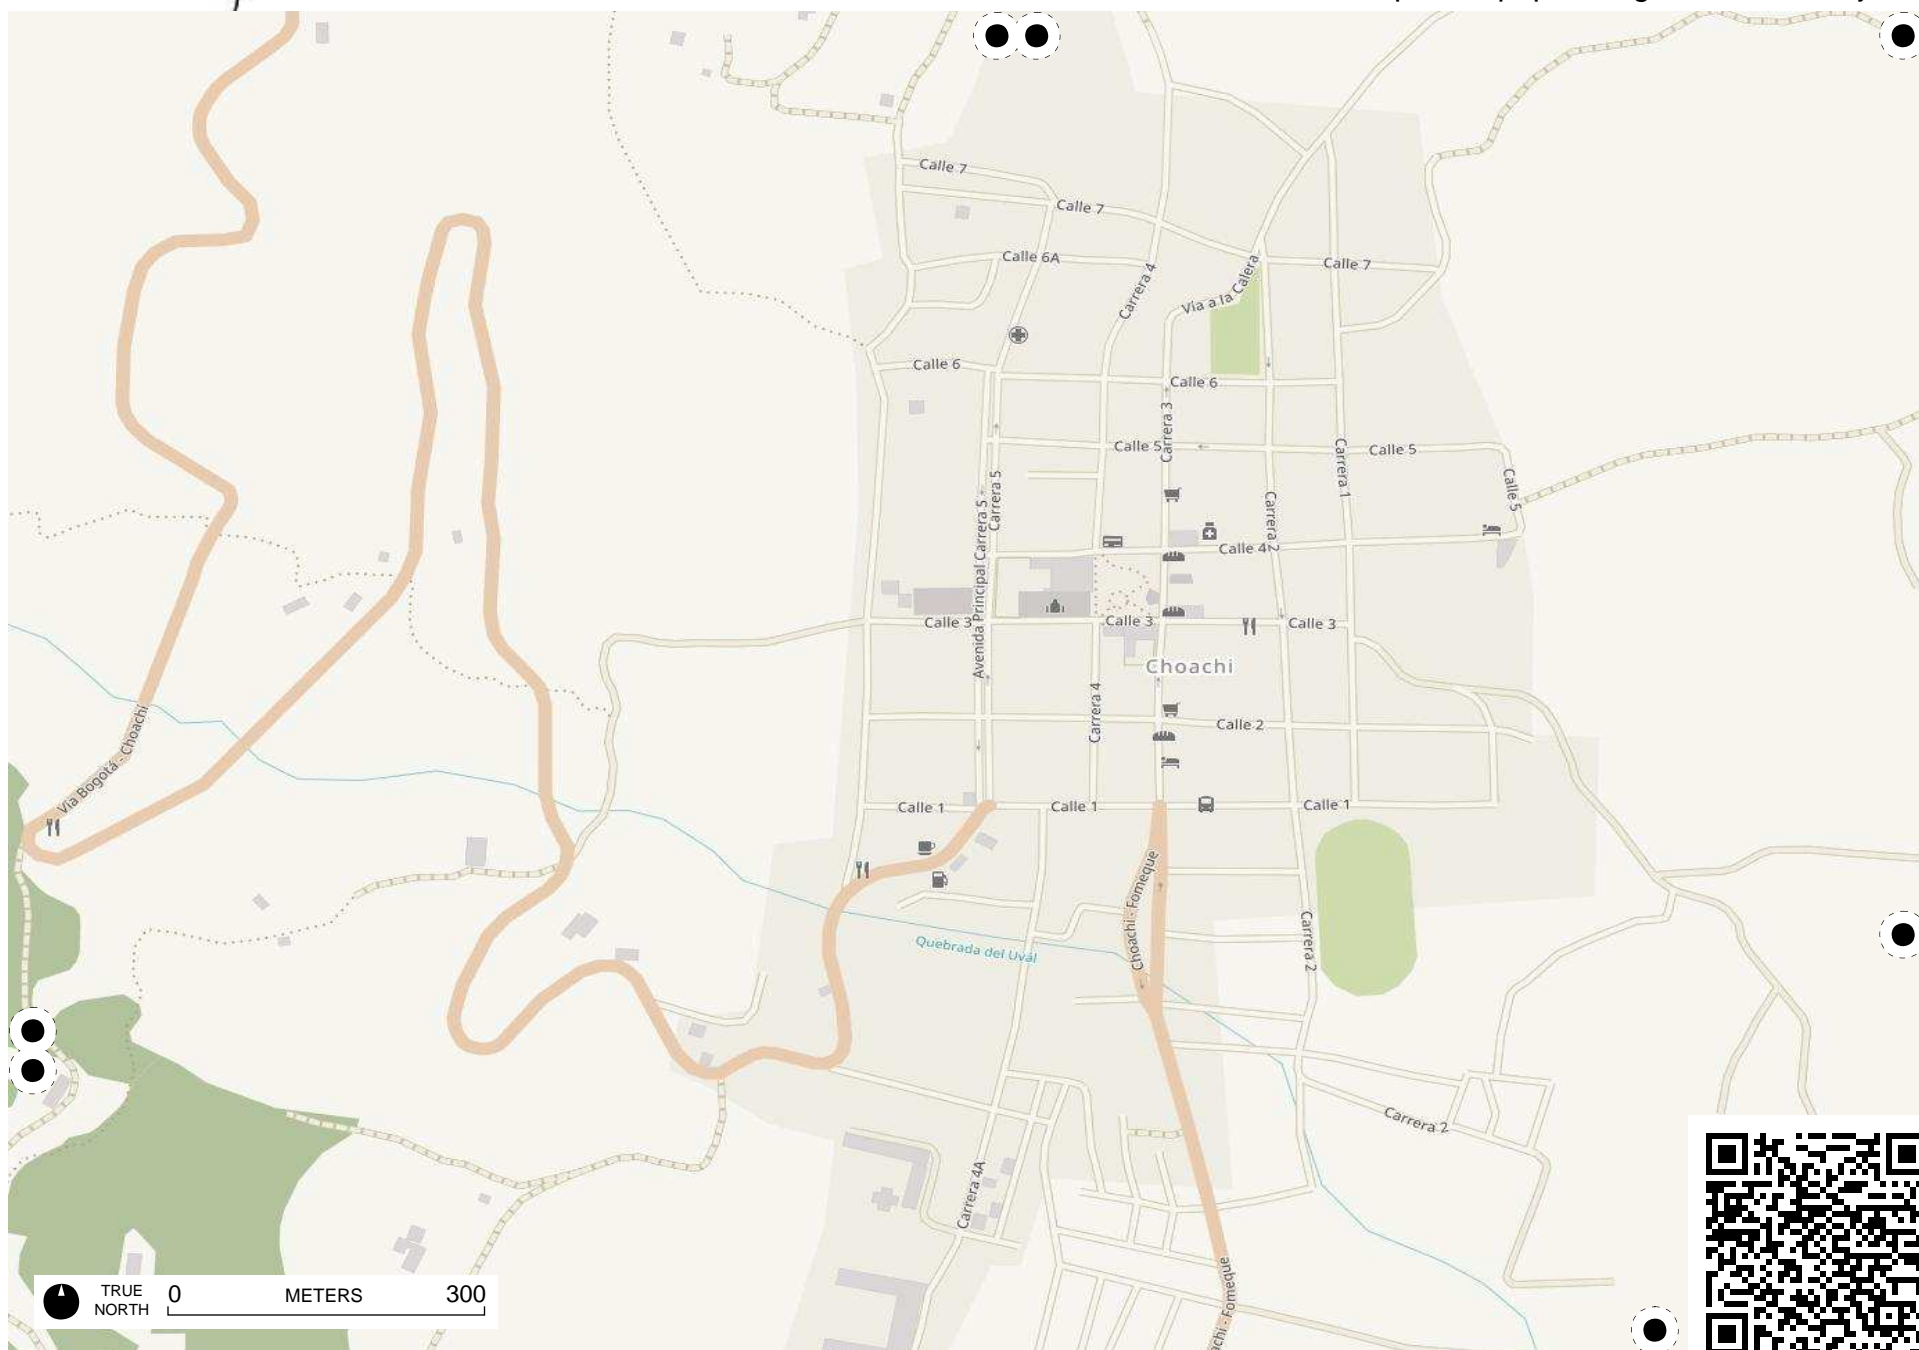 Calle 7
Calle 7
Calle 6A
Calle 7
Carrera 4
Via a la Calera
Calle 6
Calle 6
Carrera 3
Calle 5
Calle 5
Carrera 1
Carrera 5
Calle 5
Carrera 2
Avenida Principal Carrera 5
Calle 4
Calle 3
Calle 3
Calle 3
Choachi
Carrera 4
Calle 2
Via Bogotá - Choachi
Calle 1
Calle 1
Calle 1
Choachi - Fomeque
Quebrada del Uvál
Carrera 2
Carrera 2
Carrera 4A
achi - Fomeque
TRUE
NORTH
0 METERS 300